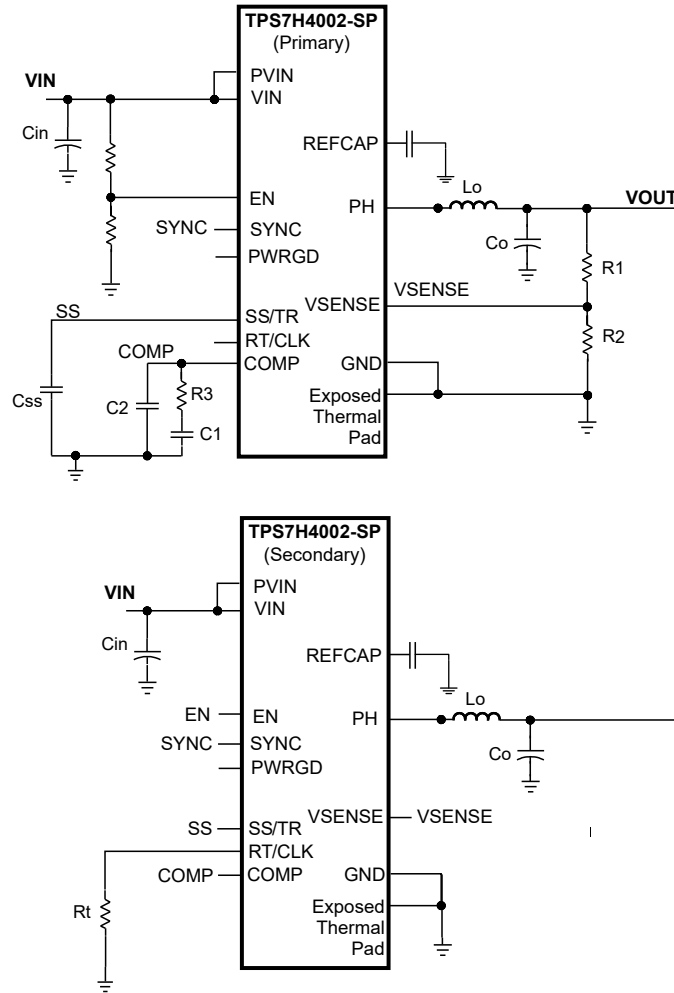 TPS7H4002-SP
(Primary)
VIN
PVIN
VIN
Cin
REFCAP
Lo
EN
PH
VOUT
SYNC
SYNC
Co
PWRGD
R1
VSENSE
VSENSE
SS
SS/TR
RT/CLK
R2
COMP
COMP
GND
R3
Css
C2
Exposed
Thermal
Pad
C1
TPS7H4002-SP
(Secondary)
VIN
PVIN
VIN
Cin
REFCAP
Lo
EN
EN
PH
SYNC
SYNC
Co
PWRGD
VSENSE
VSENSE
SS
SS/TR
RT/CLK
COMP
COMP
GND
Rt
Exposed
Thermal
Pad